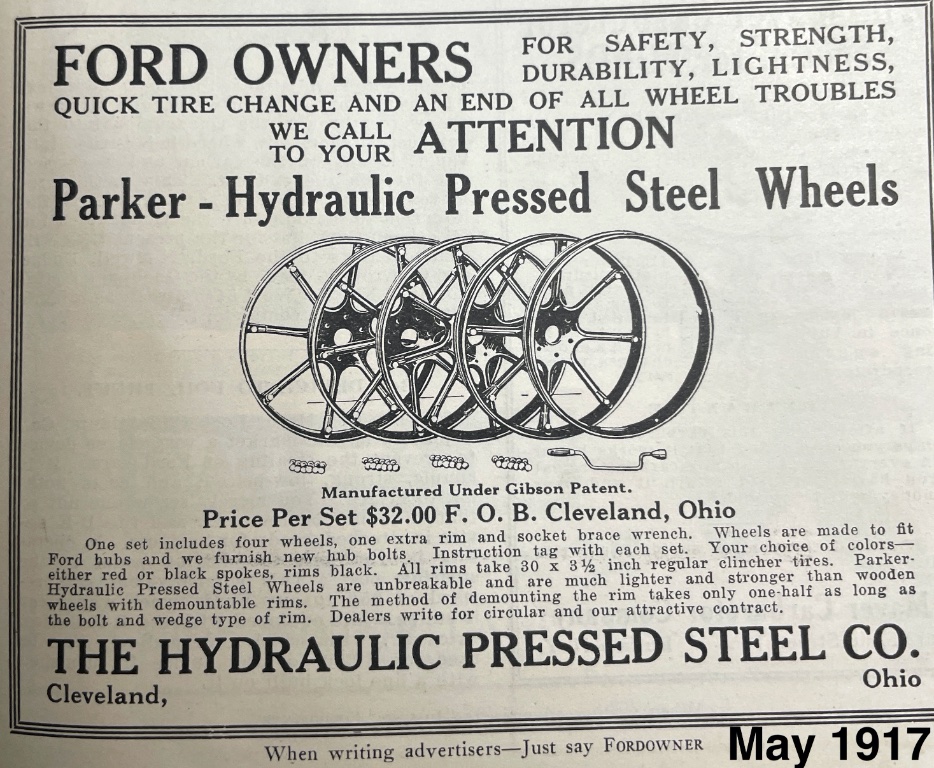 FORD OWNERS FOR SAFETY, STRENGTH,
DURABILITY, LIGHTNESS,
QUICK TIRE CHANGE AND AN END OF ALL WHEEL TROUBLES
WE CALL
TO YOUR ATTENTION
Parker - Hydraulic Pressed Steel Wheels
Manufactured Under Gibson Patent.
Price Per Set $32.00 F. O. B. Cleveland, Ohio
One set includes four wheels, one extra rim and socket brace wrench. Wheels are made to fit
Ford hubs and we furnish new hub bolts. Instruction tag with each set. Your choice of colors—
either red or black spokes, rims black. All rims take 30 x 3½ inch regular clincher tires. Parker-
Hydraulic Pressed Steel Wheels are unbreakable and are much lighter and stronger than wooden
wheels with demountable rims. The method of demounting the rim takes only one-half as long as
the bolt and wedge type of rim. Dealers write for circular and our attractive contract.
THE HYDRAULIC PRESSED STEEL CO.
Cleveland, Ohio
When writing advertisers—Just say FORDOWNER
May 1917